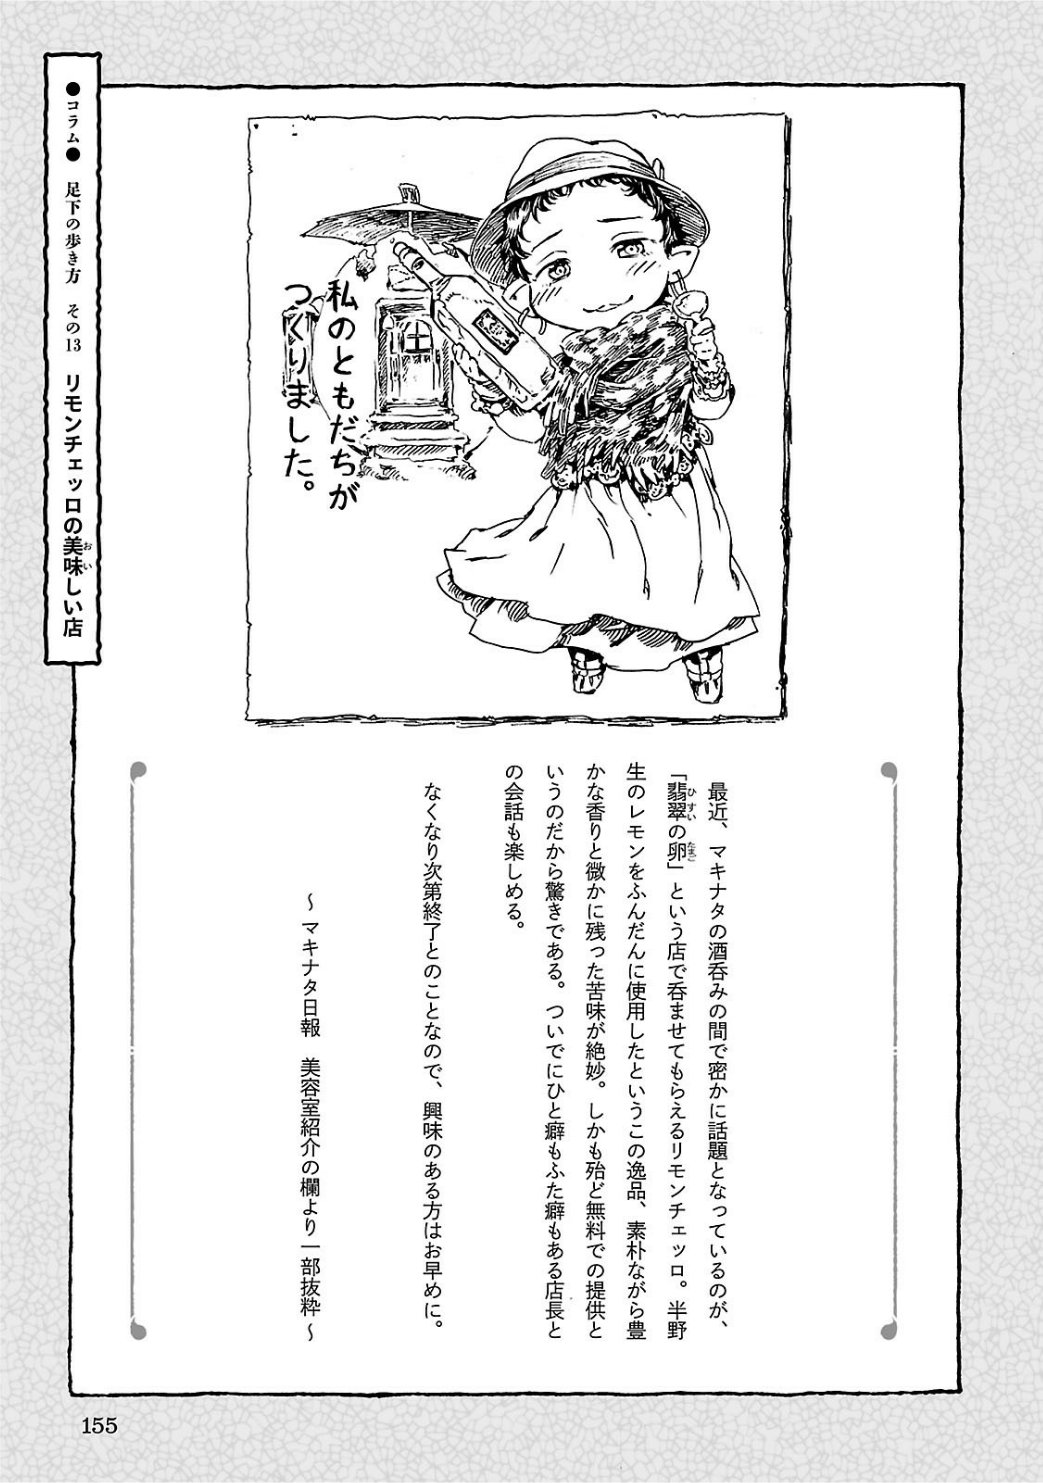 ●コラム● 足下の歩き方 その13 リモンチェッロの美味しい店
おい
私のともだちが
つくりました。
最近、マキナタの酒呑みの間で密かに話題となっているのが、
「翡翠の卵」という店で呑ませてもらえるリモンチェッロ。半野
ひすい
たまご
生のレモンをふんだんに使用したというこの逸品、素朴ながら豊
かな香りと微かに残った苦味が絶妙。しかも殆ど無料での提供と
いうのだから驚きである。ついでにひと癖もふた癖もある店長と
の会話も楽しめる。
なくなり次第終了とのことなので、興味のある方はお早めに。
～マキナタ日報 美容室紹介の欄より一部抜粋～
155